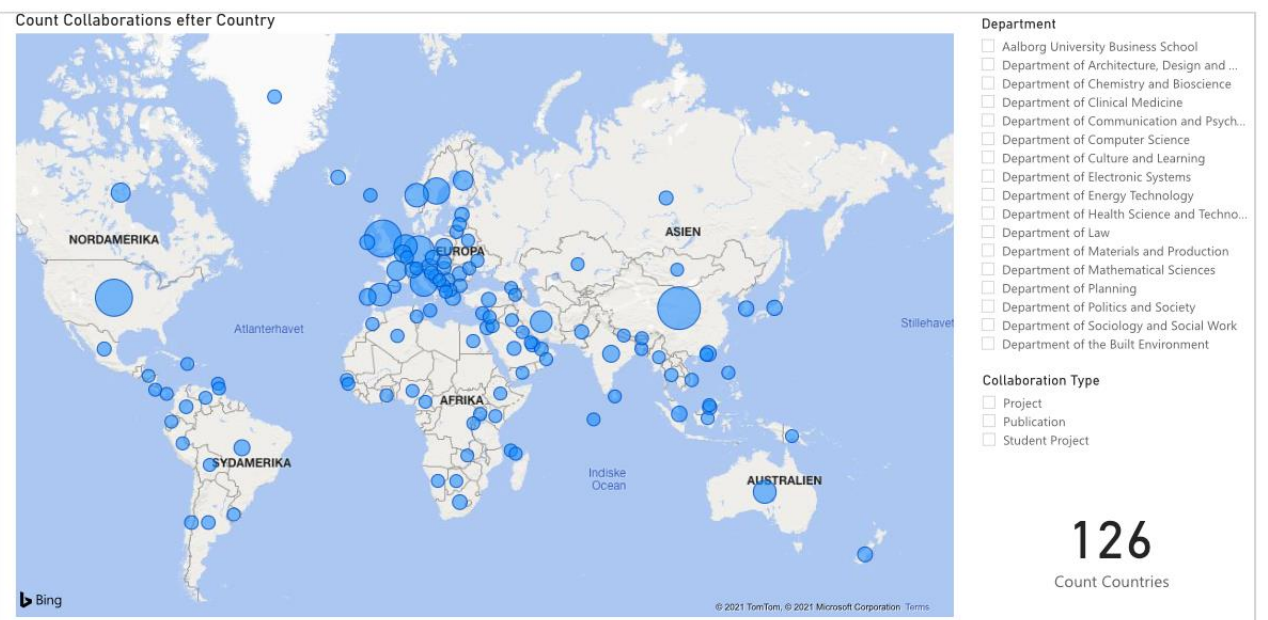 Count Collaborations efter Country
NORDAMERIKA
EUROPA
ASIEN
Atlanterhavet
Stillehavet
AFRIKA
SYDAMERIKA
Indiske
Ocean
AUSTRALIEN
Bing
© 2021 TomTom, © 2021 Microsoft Corporation Terms
Department
Aalborg University Business School
Department of Architecture, Design and ...
Department of Chemistry and Bioscience
Department of Clinical Medicine
Department of Communication and Psych...
Department of Computer Science
Department of Culture and Learning
Department of Electronic Systems
Department of Energy Technology
Department of Health Science and Techno...
Department of Law
Department of Materials and Production
Department of Mathematical Sciences
Department of Planning
Department of Politics and Society
Department of Sociology and Social Work
Department of the Built Environment
Collaboration Type
Project
Publication
Student Project
126
Count Countries